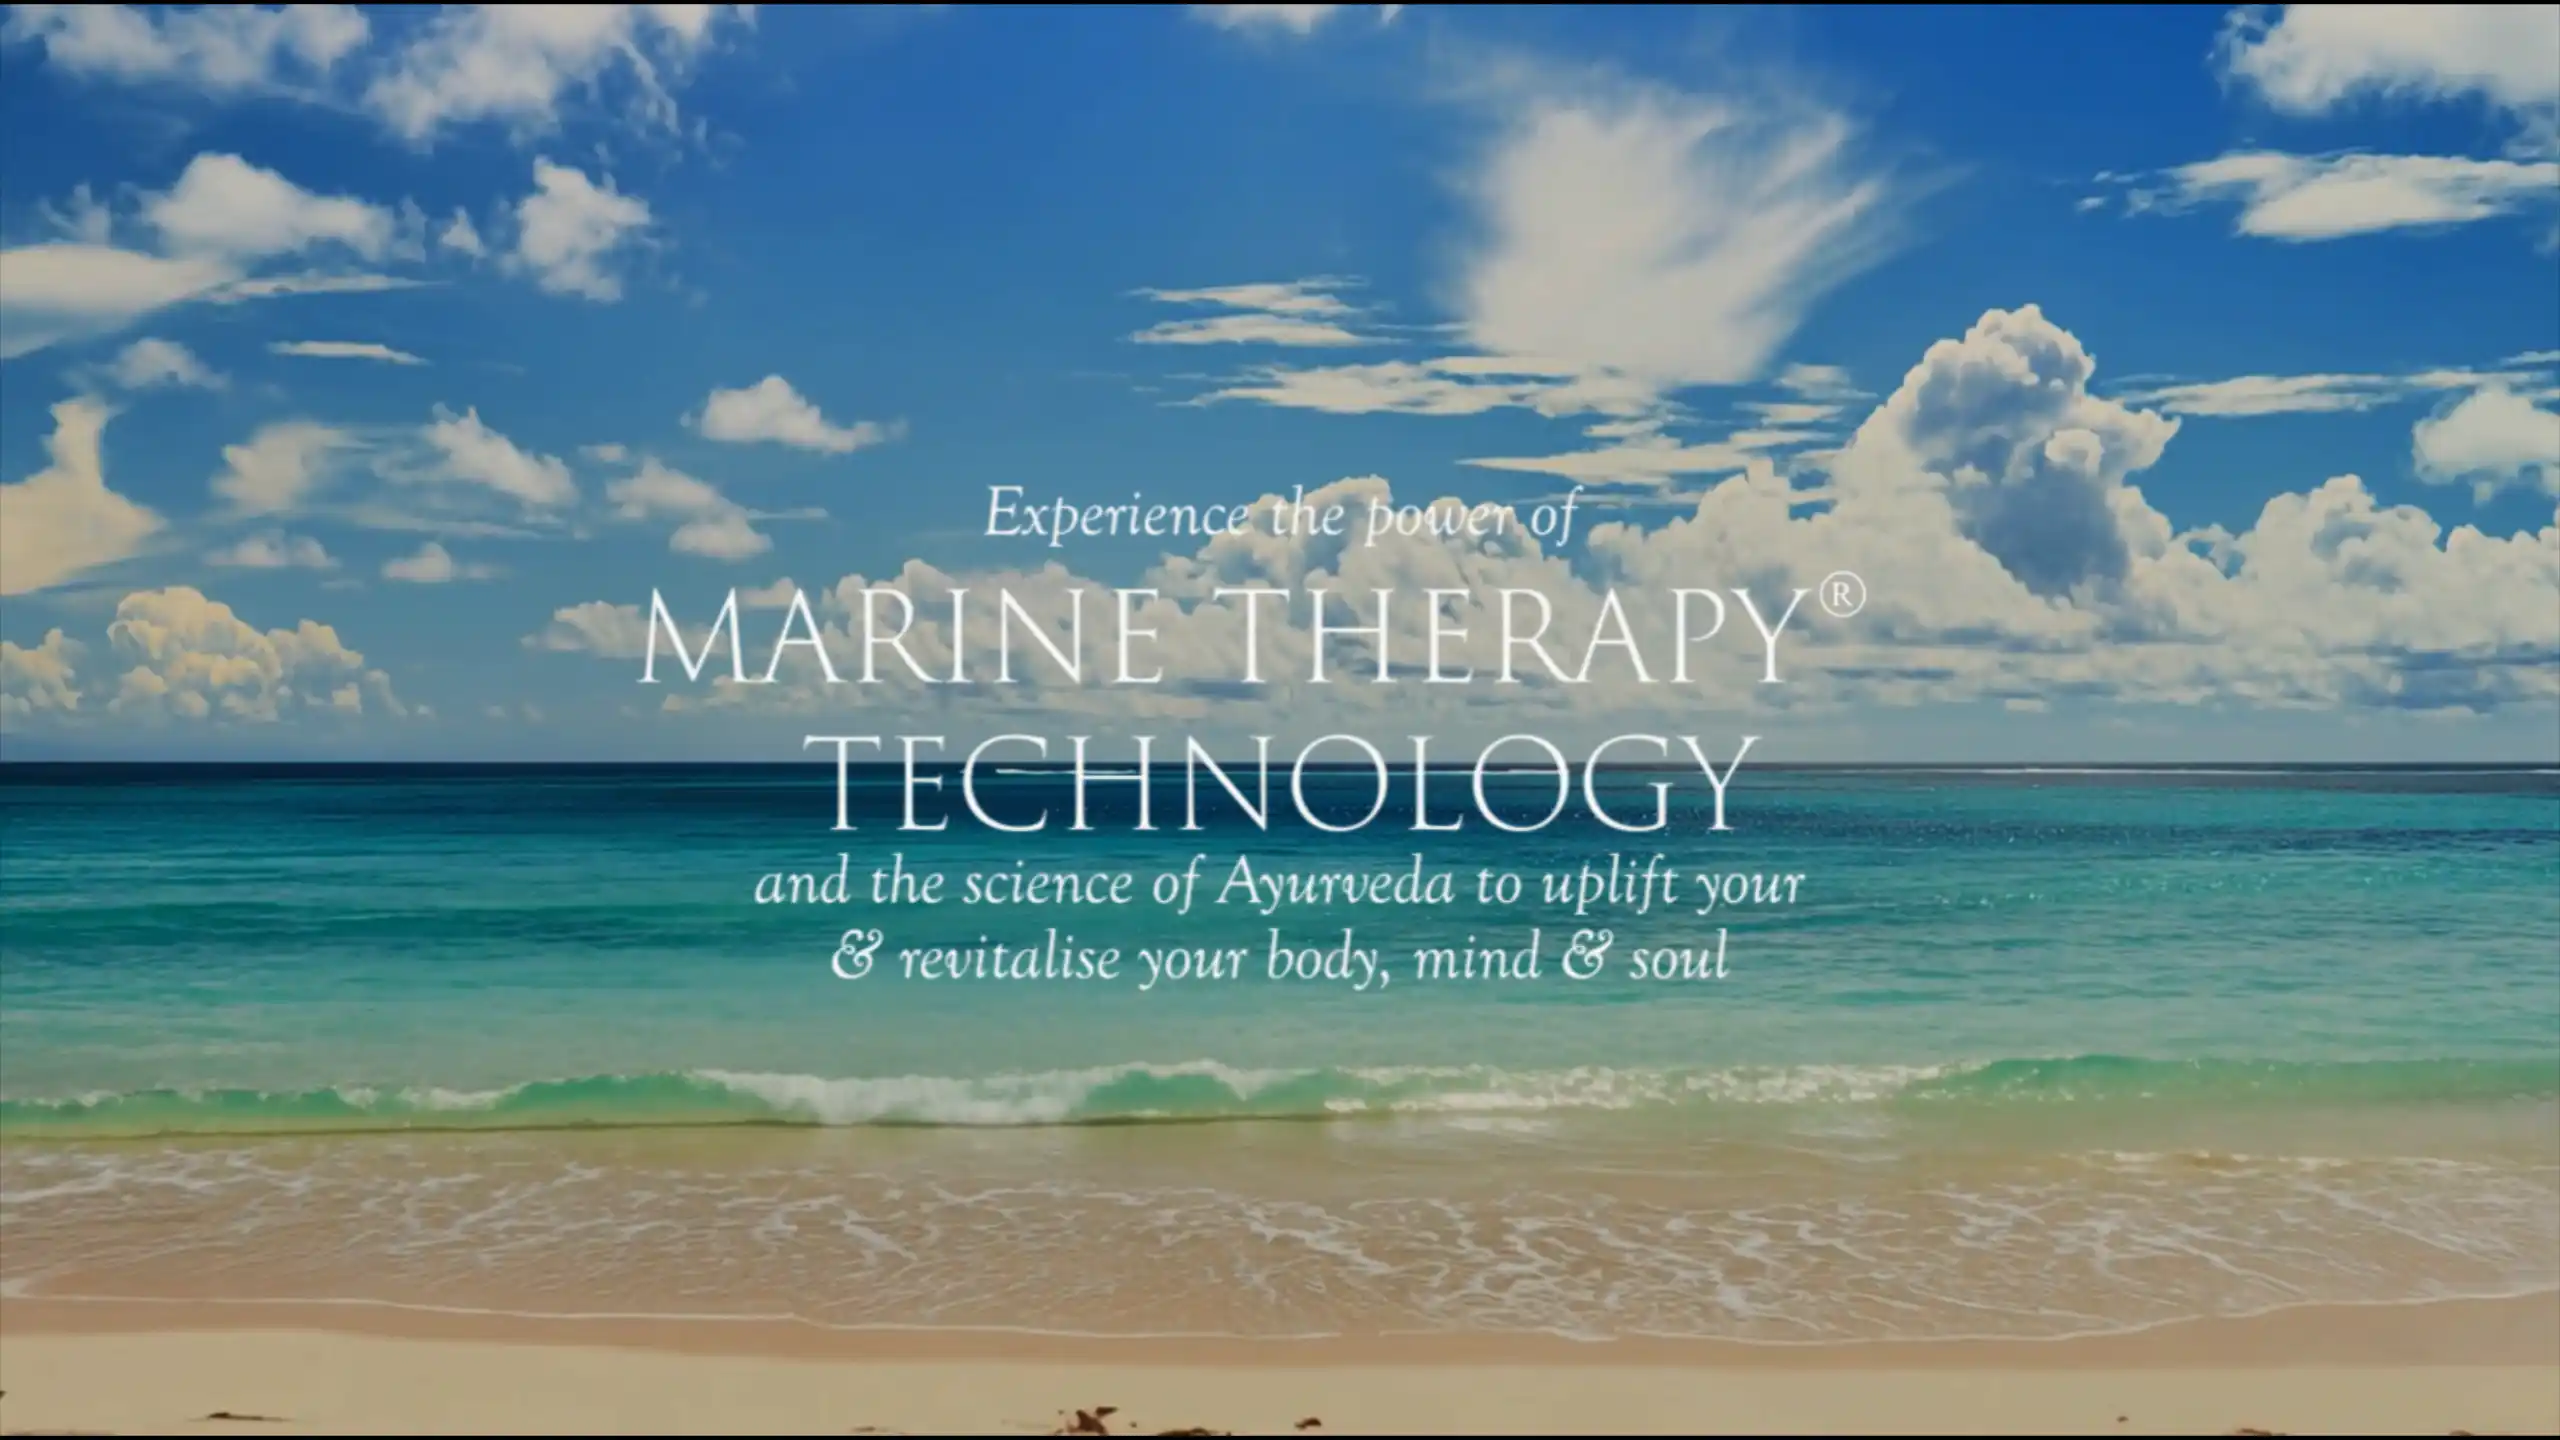 Experience the power of
MARINE THERAPY®
TECHNOLOGY
and the science of Ayurveda to uplift your
& revitalise your body, mind & soul